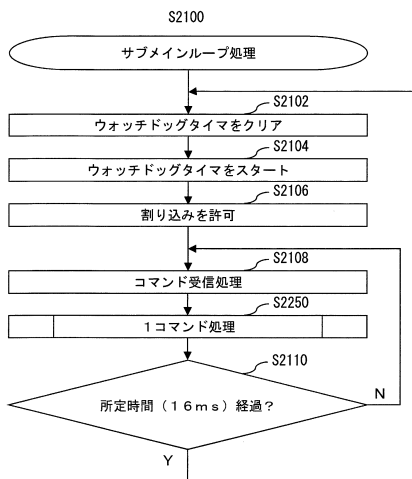 S2100
サブメインループ処理
S2102
ウォッチドッグタイマをクリア
S2104
ウォッチドッグタイマをスタート
S2106
割り込みを許可
S2108
コマンド受信処理
S2250
1コマンド処理
S2110
所定時間(16ms)経過?
N
Y